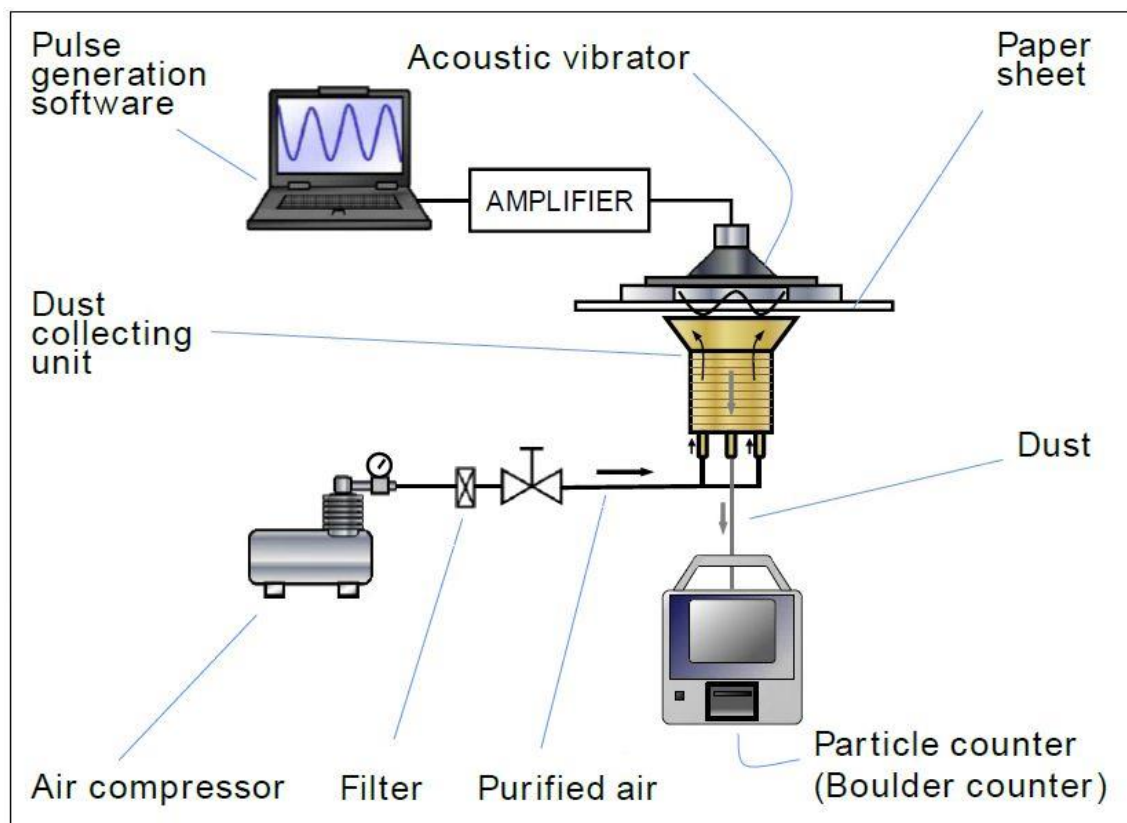 Pulse
generation
software
Acoustic vibrator
Paper
sheet
AMPLIFIER
Dust
collecting
unit
Dust
Air compressor
Filter
Purified air
Particle counter
(Boulder counter)